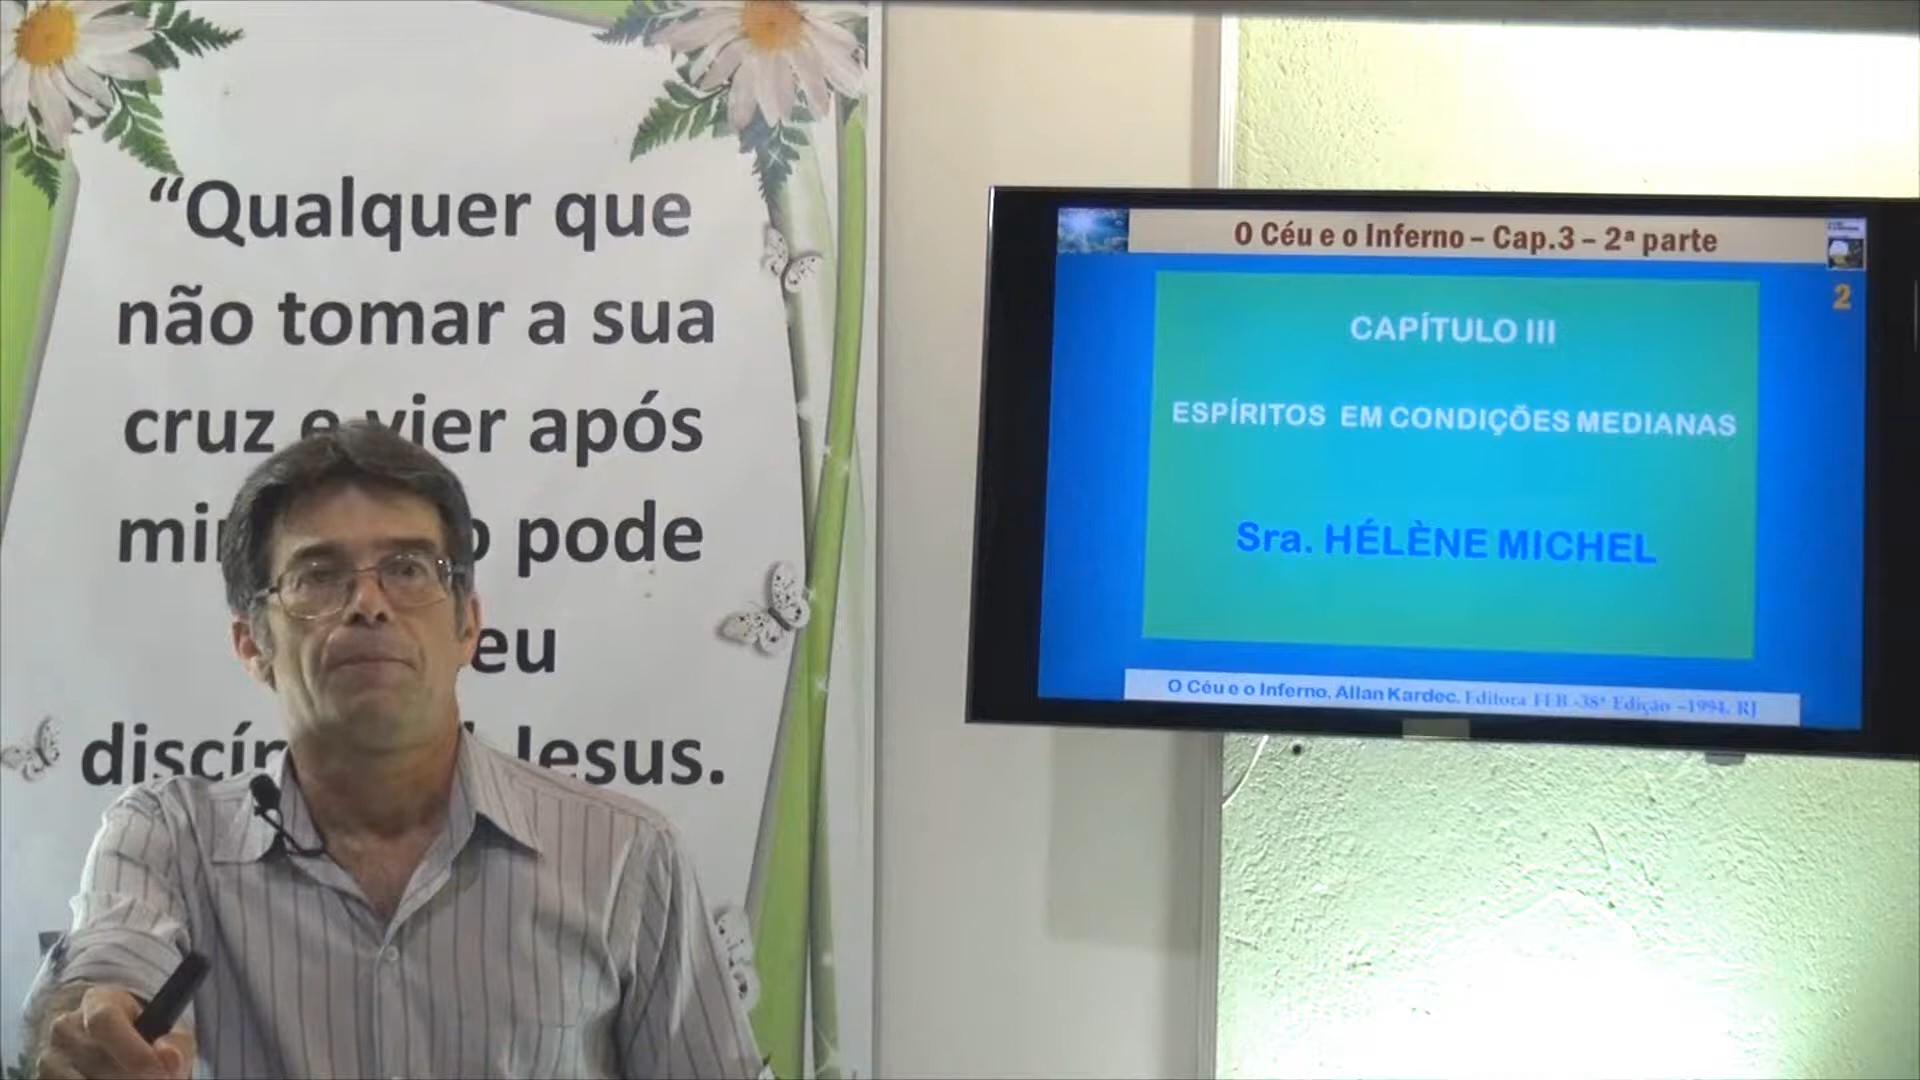 “Qualquer que
não tomar a sua
cruz e vier após
pode
eu
Jesus.
O Céu e o Inferno – Cap.3 – 2ª parte
2
CAPÍTULO III
ESPÍRITOS EM CONDIÇÕES MEDIANAS
Sra. HÉLÈNE MICHEL
O Céu e o Inferno, Allan Kardec. Editora FEB -38ª Edição –1994. RJ